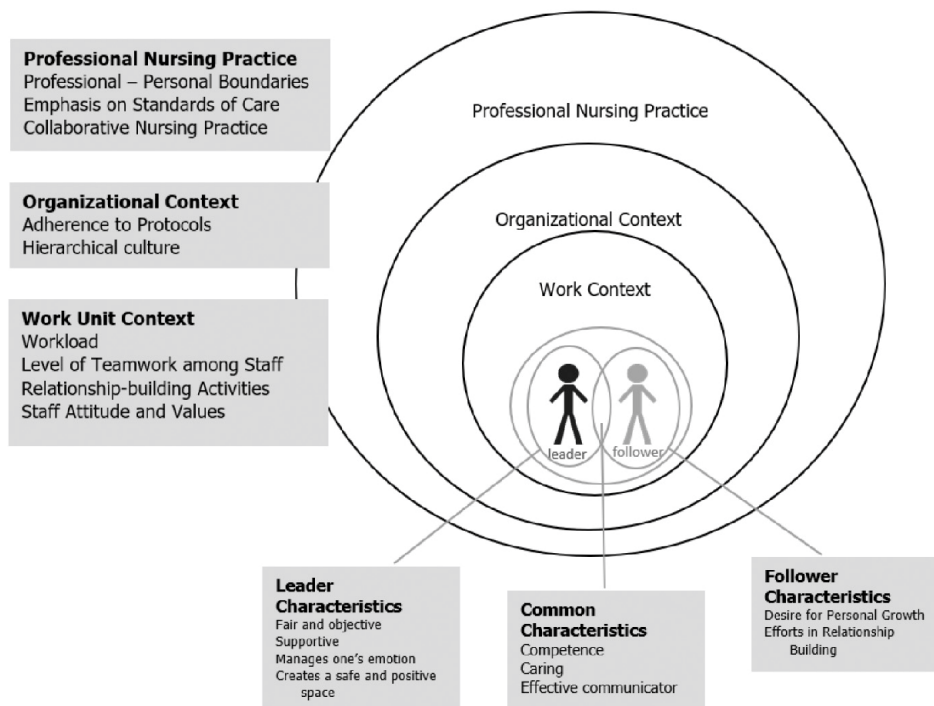 Professional Nursing Practice
Professional – Personal Boundaries
Emphasis on Standards of Care
Collaborative Nursing Practice
Organizational Context
Adherence to Protocols
Hierarchical culture
Work Unit Context
Workload
Level of Teamwork among Staff
Relationship-building Activities
Staff Attitude and Values
Professional Nursing Practice
Organizational Context
Work Context
leader
follower
Leader
Characteristics
Fair and objective
Supportive
Manages one's emotion
Creates a safe and positive
space
Common
Characteristics
Competence
Caring
Effective communicator
Follower
Characteristics
Desire for Personal Growth
Efforts in Relationship
Building